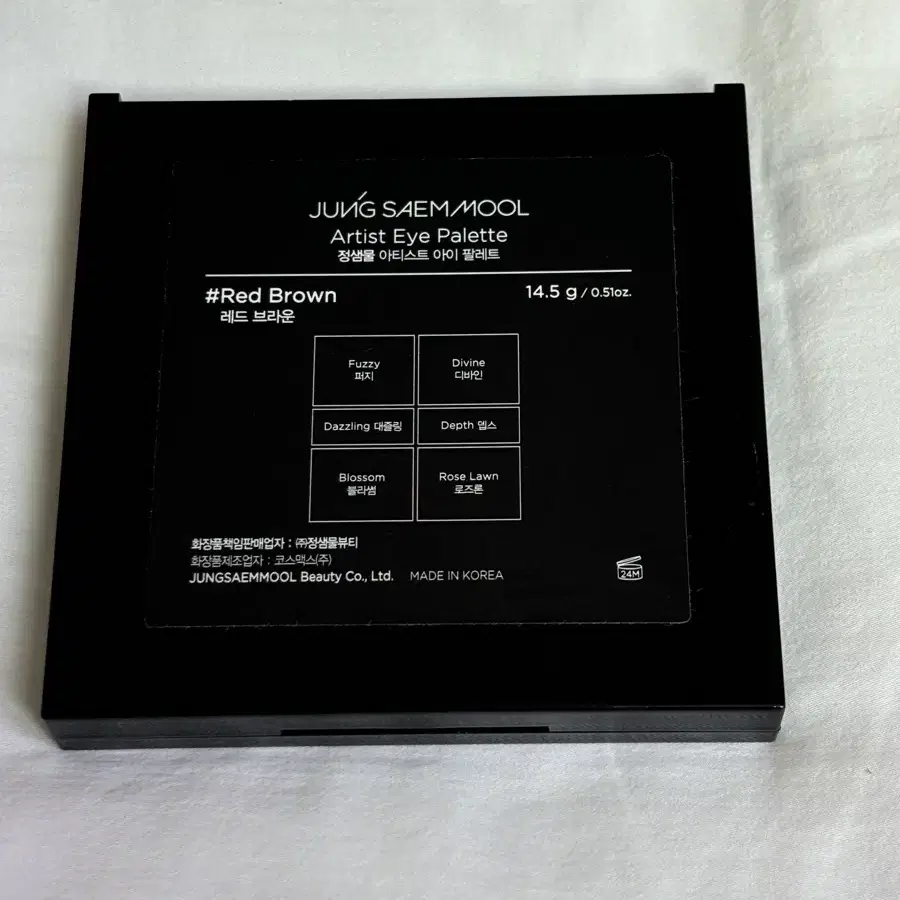 JUNG SAEMMOOL
Artist Eye Palette
정샘물 아티스트 아이 팔레트
#Red Brown
14.5 g / 0.51oz.
레드 브라운
Fuzzy
퍼지
Divine
디바인
Dazzling 대즐링
Depth 뎁스
Blossom
블라썸
Rose Lawn
로즈론
화장품책임판매업자 : ㈜정샘물뷰티
화장품제조업자 : 코스맥스(주)
JUNGSAEMMOOL Beauty Co., Ltd. MADE IN KOREA
24M